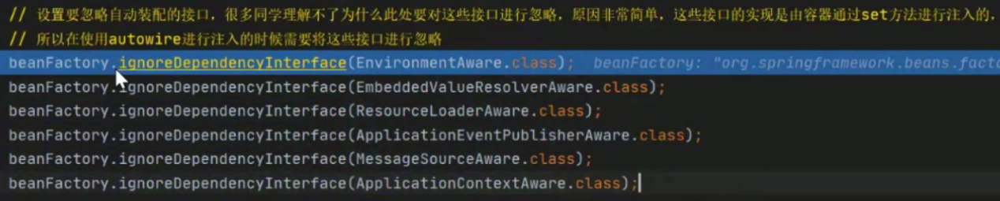 // 设置要忽略自动装配的接口，很多同学理解不了为什么此处要对这些接口进行忽略，原因非常简单，这些接口的实现是由容器通过set方法进行注入的，
// 所以在使用autowire进行注入的时候需要将这些接口进行忽略
beanFactory.ignoreDependencyInterface(EnvironmentAware.class);  beanFactory: "org.springframework.beans.facto
beanFactory.ignoreDependencyInterface(EmbeddedValueResolverAware.class);
beanFactory.ignoreDependencyInterface(ResourceLoaderAware.class);
beanFactory.ignoreDependencyInterface(ApplicationEventPublisherAware.class);
beanFactory.ignoreDependencyInterface(MessageSourceAware.class);
beanFactory.ignoreDependencyInterface(ApplicationContextAware.class);